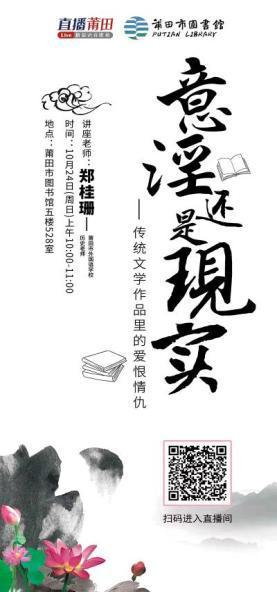 直播莆田
Live
莆田市图书馆
PUTIAN LIBRARY
意淫还是現实
——传统文学作品里的爱恨情仇
讲座老师：郑桂珊——莆田市外国语学校
历史老师
时间：10月24日(周日)上午10:00-11:00
地点：莆田市图书馆五楼528室
扫码进入直播间